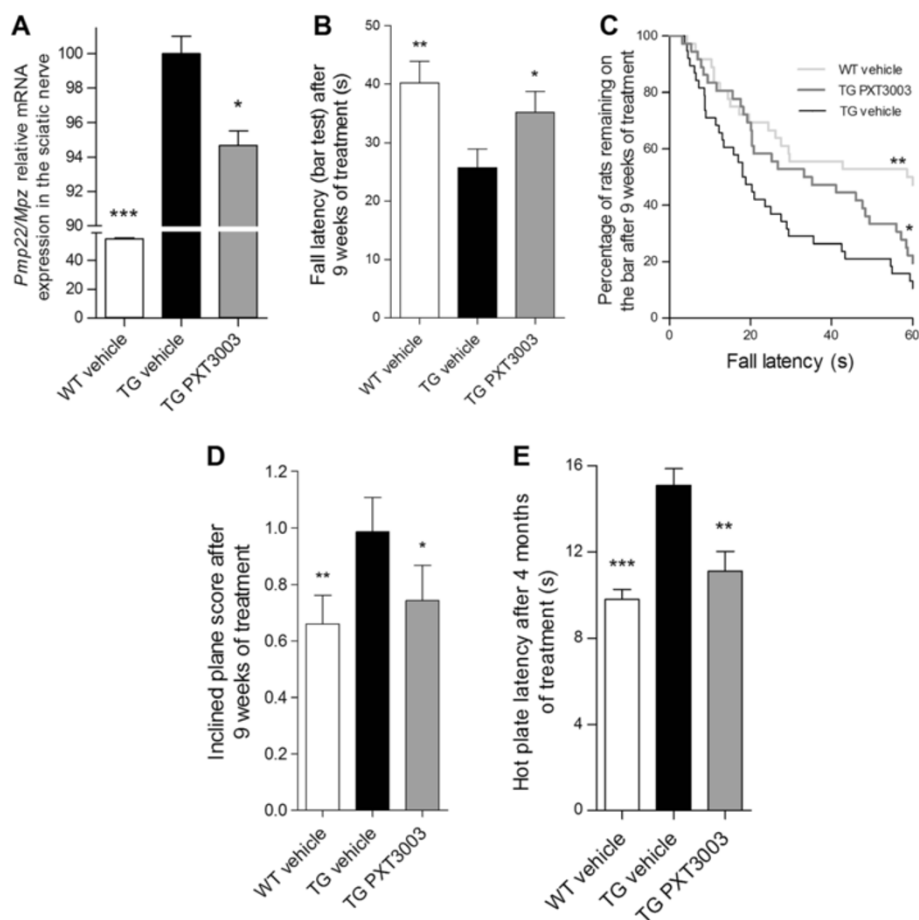 A
Pmp22/Mpz relative mRNA
expression in the sciatic nerve
100
98
96
94
92
90
40
20
0
***
*
WT vehicle
TG vehicle
TG PXT3003
B
Fall latency (bar test) after
9 weeks of treatment (s)
50
40
30
20
10
0
**
*
WT vehicle
TG vehicle
TG PXT3003
C
Percentage of rats remaining on
the bar after 9 weeks of treatment
100
80
60
40
20
0
WT vehicle
TG PXT3003
TG vehicle
**
*
0
20
40
60
Fall latency (s)
D
Inclined plane score after
9 weeks of treatment
1.2
1.0
0.8
0.6
0.4
0.2
0.0
**
*
WT vehicle
TG vehicle
TG PXT3003
E
Hot plate latency after 4 months
of treatment (s)
16
12
8
4
0
***
**
WT vehicle
TG vehicle
TG PXT3003